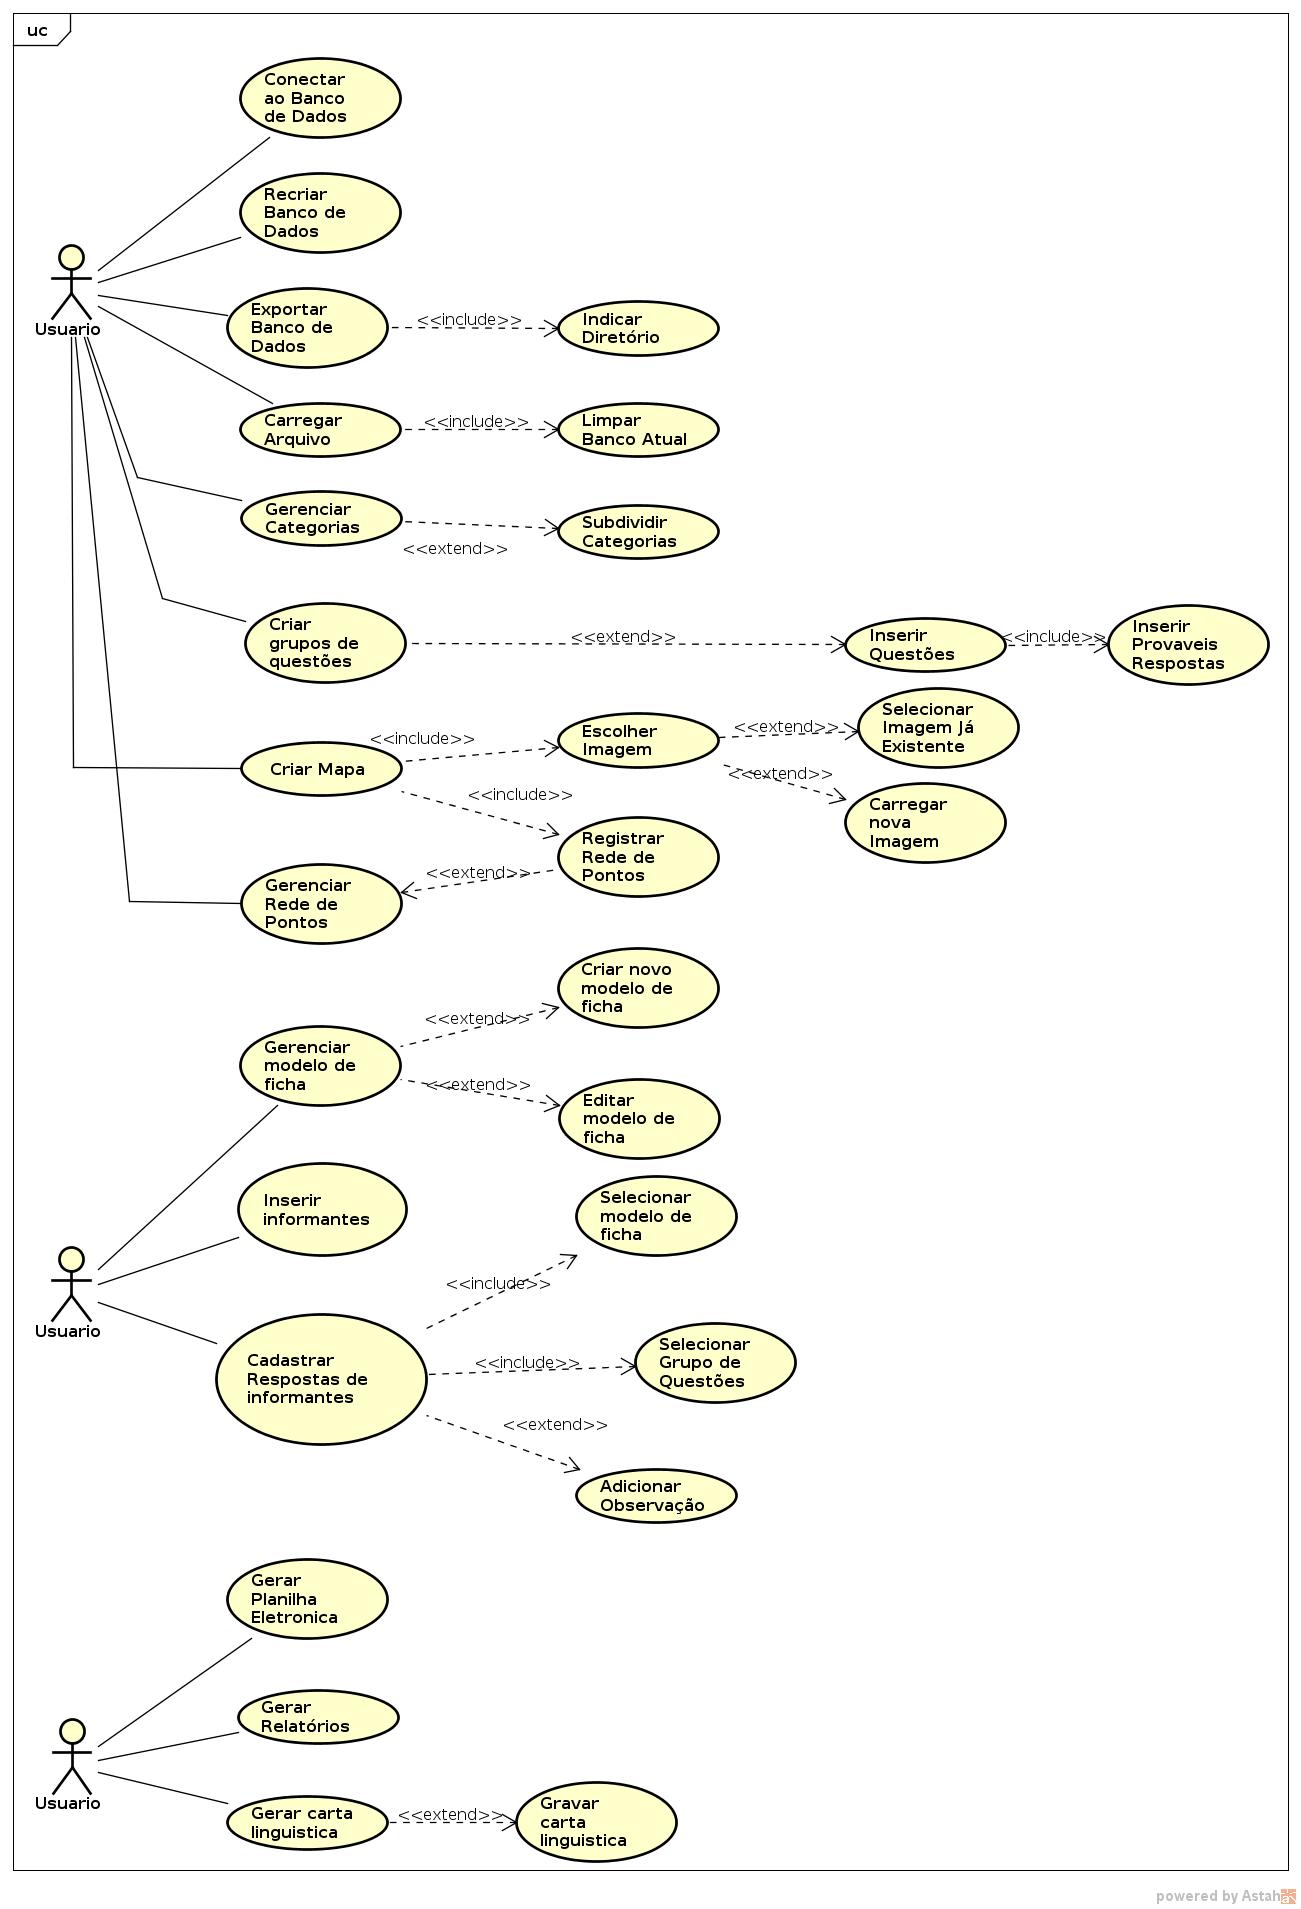 uc
Conectar
ao Banco
de Dados
Recriar
Banco de
Dados
Usuario
Exportar
Banco de
Dados
<<include>>
Indicar
Diretório
Carregar
Arquivo
<<include>>
Limpar
Banco Atual
Gerenciar
Categorias
<<extend>>
Subdividir
Categorias
Criar
grupos de
questões
<<extend>>
Inserir
Questões
<<include>>
Inserir
Provaveis
Respostas
Criar Mapa
<<include>>
Escolher
Imagem
<<extend>>
Selecionar
Imagem Já
Existente
<<extend>>
Carregar
nova
Imagem
<<include>>
Registrar
Rede de
Pontos
<<extend>>
Gerenciar
Rede de
Pontos
Criar novo
modelo de
ficha
<<extend>>
Gerenciar
modelo de
ficha
<<extend>>
Editar
modelo de
ficha
Inserir
informantes
Selecionar
modelo de
ficha
<<include>>
Usuario
Cadastrar
Respostas de
informantes
<<include>>
Selecionar
Grupo de
Questões
<<extend>>
Adicionar
Observação
Gerar
Planilha
Eletronica
Gerar
Relatórios
Usuario
Gerar carta
linguistica
<<extend>>
Gravar
carta
linguistica
powered by Astah